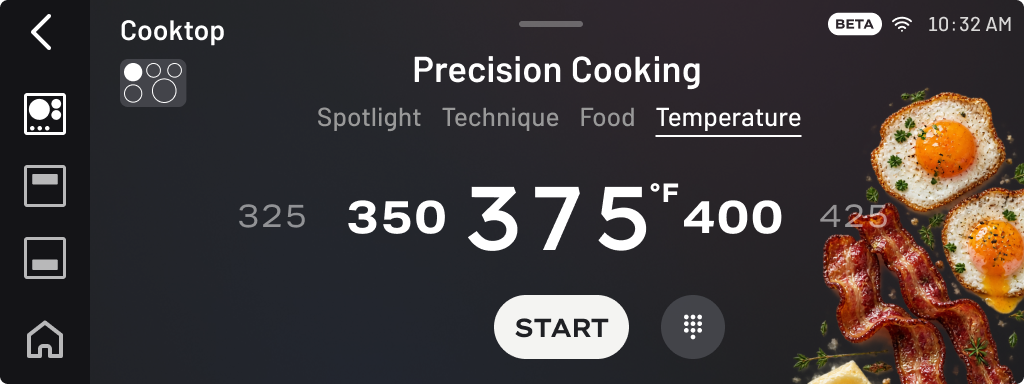 Cooktop
BETA 10:32 AM
Precision Cooking
Spotlight Technique Food Temperature
325 350 375°F 400 425
START